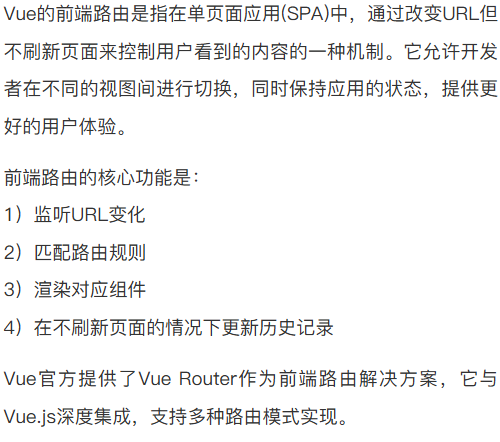 Vue的前端路由是指在单页面应用(SPA)中，通过改变URL但
不刷新页面来控制用户看到的内容的一种机制。它允许开发
者在不同的视图间进行切换，同时保持应用的状态，提供更
好的用户体验。
前端路由的核心功能是：
1）监听URL变化
2）匹配路由规则
3）渲染对应组件
4）在不刷新页面的情况下更新历史记录
Vue官方提供了Vue Router作为前端路由解决方案，它与
Vue.js深度集成，支持多种路由模式实现。